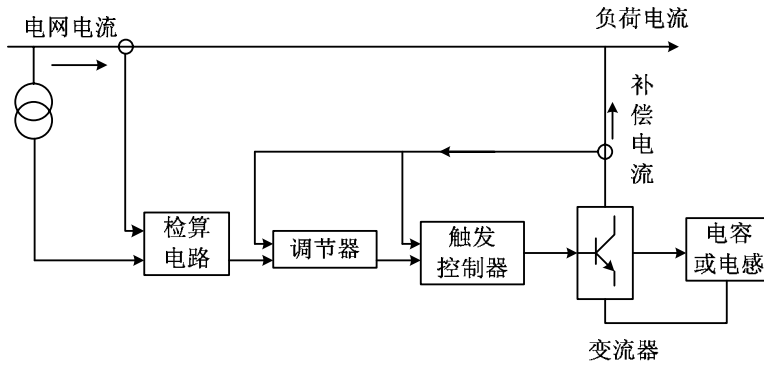 电网电流
负荷电流
补
偿
电
流
检算
电路
调节器
触发
控制器
电容
或电感
变流器